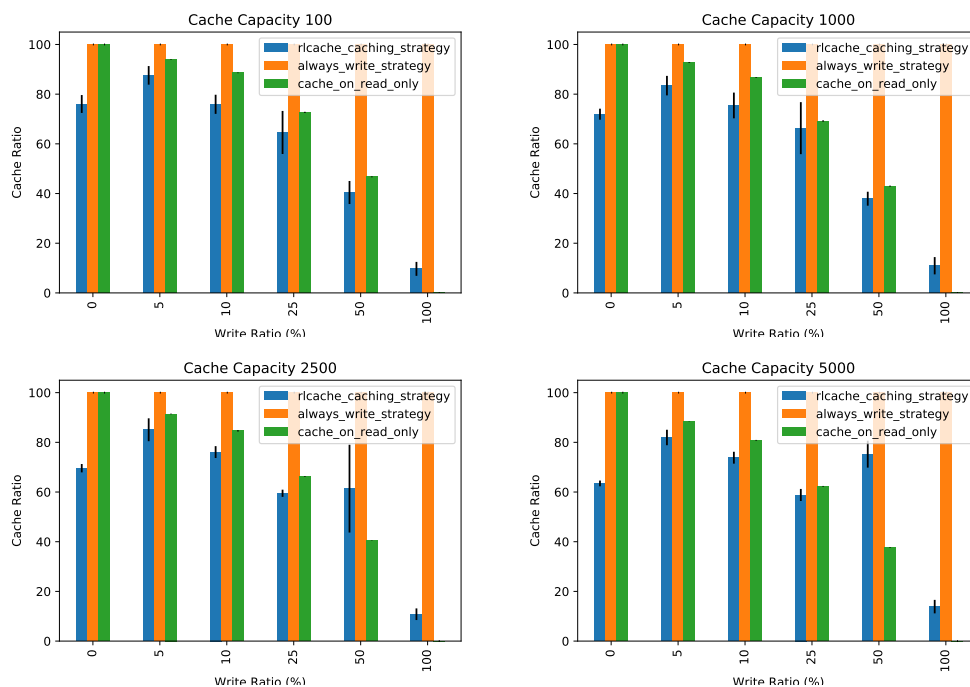 Cache Capacity 100
100
80
60
40
20
0
Cache Ratio
rlcache_caching_strategy
always_write_strategy
cache_on_read_only
0
5
10
25
50
100
Write Ratio (%)
Cache Capacity 1000
100
80
60
40
20
0
Cache Ratio
rlcache_caching_strategy
always_write_strategy
cache_on_read_only
0
5
10
25
50
100
Write Ratio (%)
Cache Capacity 2500
100
80
60
40
20
0
Cache Ratio
rlcache_caching_strategy
always_write_strategy
cache_on_read_only
0
5
10
25
50
100
Write Ratio (%)
Cache Capacity 5000
100
80
60
40
20
0
Cache Ratio
rlcache_caching_strategy
always_write_strategy
cache_on_read_only
0
5
10
25
50
100
Write Ratio (%)